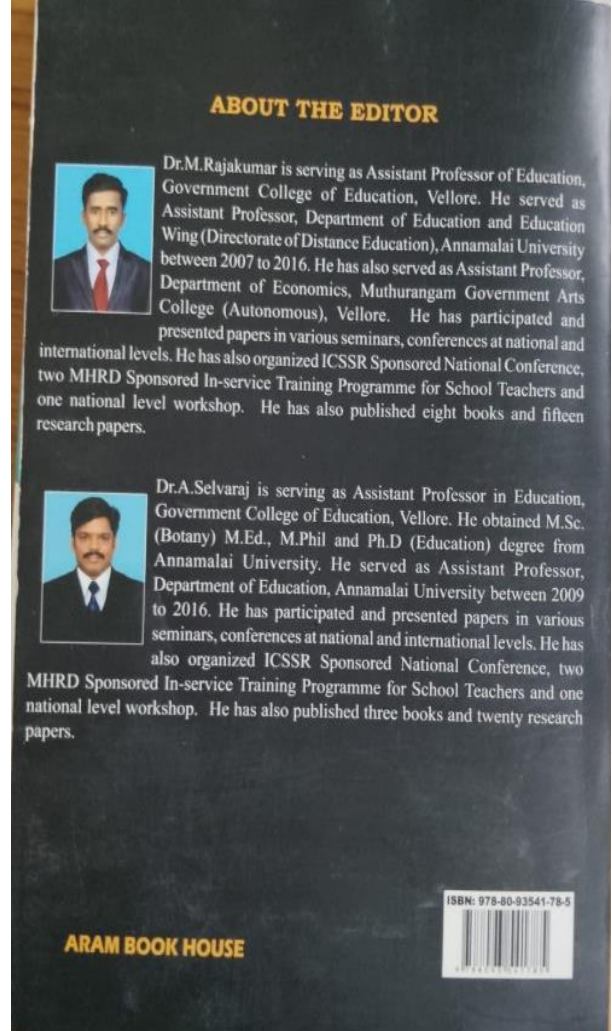 ABOUT THE EDITOR
Dr.M.Rajakumar is serving as Assistant Professor of Education,
Government College of Education, Vellore. He served as
Assistant Professor, Department of Education and Education
Wing (Directorate of Distance Education), Annamalai University
between 2007 to 2016. He has also served as Assistant Professor,
Department of Economics, Muthurangam Government Arts
College (Autonomous), Vellore. He has participated and
presented papers in various seminars, conferences at national and
international levels. He has also organized ICSSR Sponsored National Conference,
two MHRD Sponsored In-service Training Programme for School Teachers and
one national level workshop. He has also published eight books and fifteen
research papers.
Dr.A.Selvaraj is serving as Assistant Professor in Education,
Government College of Education, Vellore. He obtained M.Sc.
(Botany) M.Ed., M.Phil and Ph.D (Education) degree from
Annamalai University. He served as Assistant Professor,
Department of Education, Annamalai University between 2009
to 2016. He has participated and presented papers in various
seminars, conferences at national and international levels. He has
also organized ICSSR Sponsored National Conference, two
MHRD Sponsored In-service Training Programme for School Teachers and one
national level workshop. He has also published three books and twenty research
papers.
ISBN: 978-80-93541-78-5
ARAM BOOK HOUSE